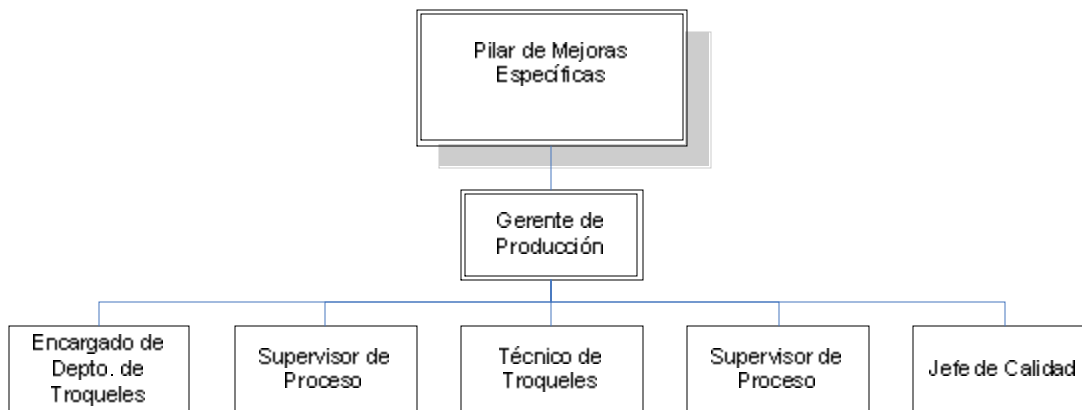 Pilar de Mejoras
Específicas
Gerente de
Producción
Encargado de
Depto. de
Troqueles
Supervisor de
Proceso
Técnico de
Troqueles
Supervisor de
Proceso
Jefe de Calidad